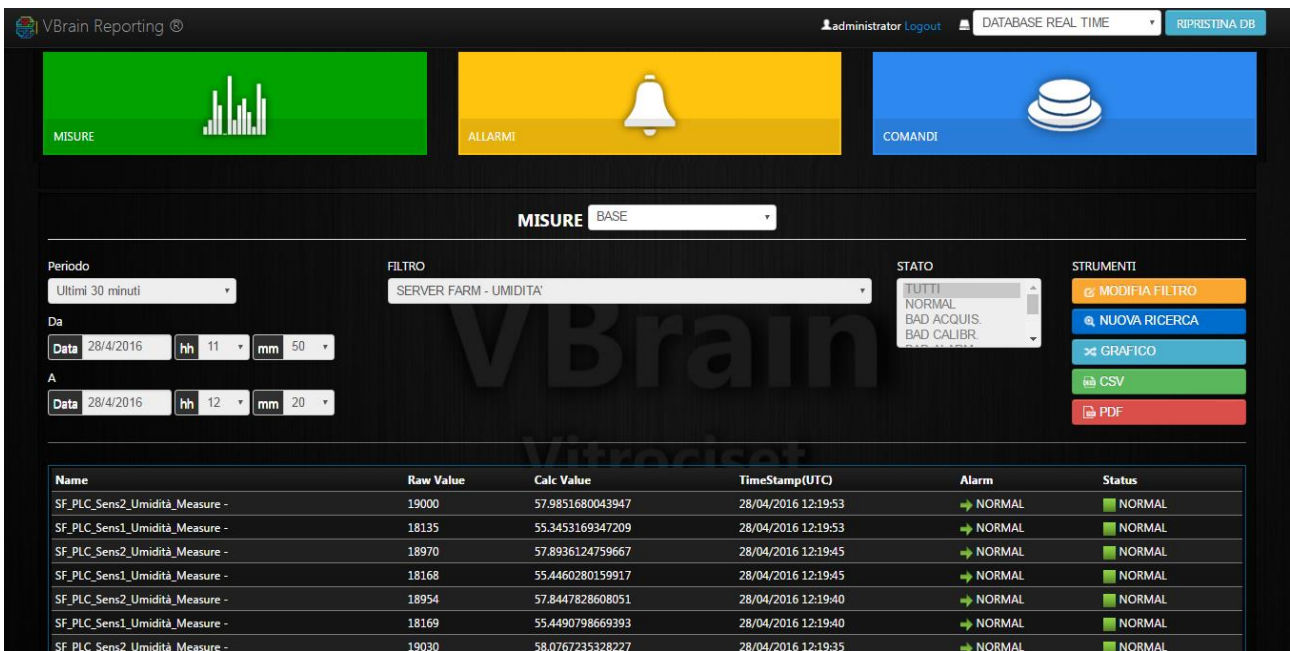 VBrain Reporting ®
administrator Logout DATABASE REAL TIME RIPRISTINA DB
MISURE
ALLARMI
COMANDI
MISURE BASE
Periodo
Ultimi 30 minuti
Da
Data 28/4/2016 hh 11 mm 50
A
Data 28/4/2016 hh 12 mm 20
FILTRO
SERVER FARM - UMIDITA'
STATO
TUTTI
NORMAL
BAD ACQUIS.
BAD CALIBR.
BAD ALARM
STRUMENTI
MODIFIA FILTRO
NUOVA RICERCA
GRAFICO
CSV
PDF
VBrain
Vitrociset
Name Raw Value Calc Value TimeStamp(UTC) Alarm Status
SF_PLC_Sens2_Umidità_Measure - 19000 57.9851680043947 28/04/2016 12:19:53 NORMAL NORMAL
SF_PLC_Sens1_Umidità_Measure - 18135 55.3453169347209 28/04/2016 12:19:53 NORMAL NORMAL
SF_PLC_Sens2_Umidità_Measure - 18970 57.8936124759667 28/04/2016 12:19:45 NORMAL NORMAL
SF_PLC_Sens1_Umidità_Measure - 18168 55.4460280159917 28/04/2016 12:19:45 NORMAL NORMAL
SF_PLC_Sens2_Umidità_Measure - 18954 57.8447828608051 28/04/2016 12:19:40 NORMAL NORMAL
SF_PLC_Sens1_Umidità_Measure - 18169 55.4490798669393 28/04/2016 12:19:40 NORMAL NORMAL
SF_PLC_Sens2_Umidità_Measure - 19030 58.0767235328227 28/04/2016 12:19:35 NORMAL NORMAL